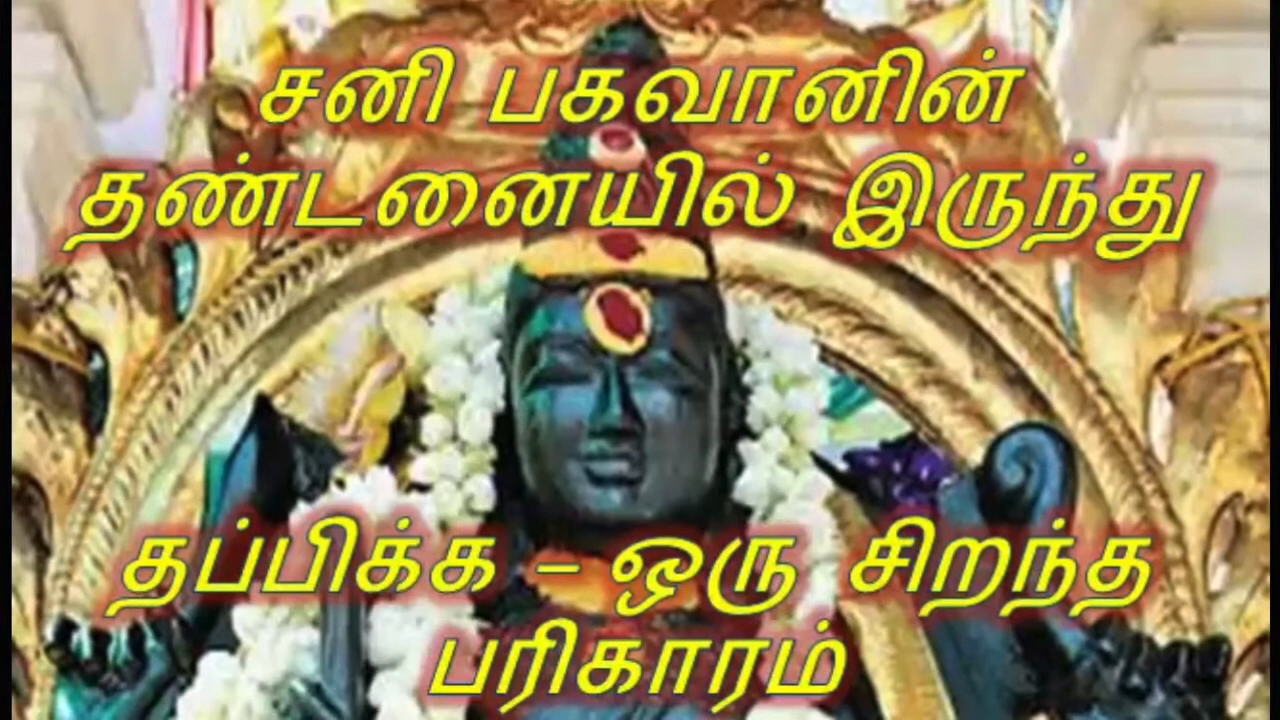 சனி பகவானின்
தண்டனையில் இருந்து
தப்பிக்க - ஒரு சிறந்த
பரிகாரம்